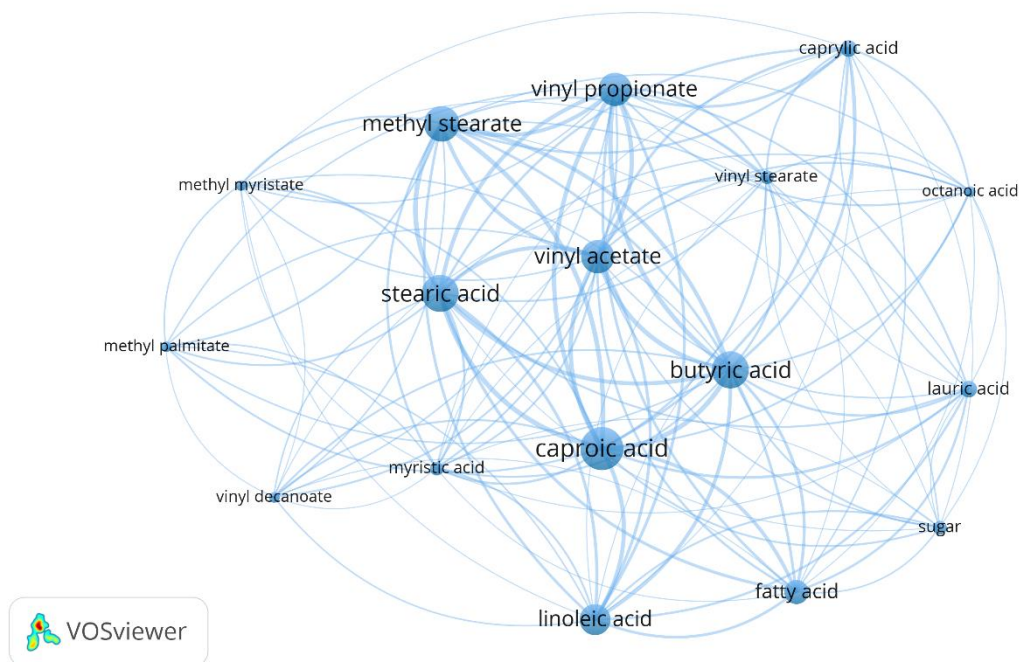 caprylic acid
vinyl propionate
methyl stearate
vinyl stearate
methyl myristate
octanoic acid
vinyl acetate
stearic acid
methyl palmitate
butyric acid
lauric acid
caproic acid
myristic acid
vinyl decanoate
sugar
fatty acid
linoleic acid
VOSviewer